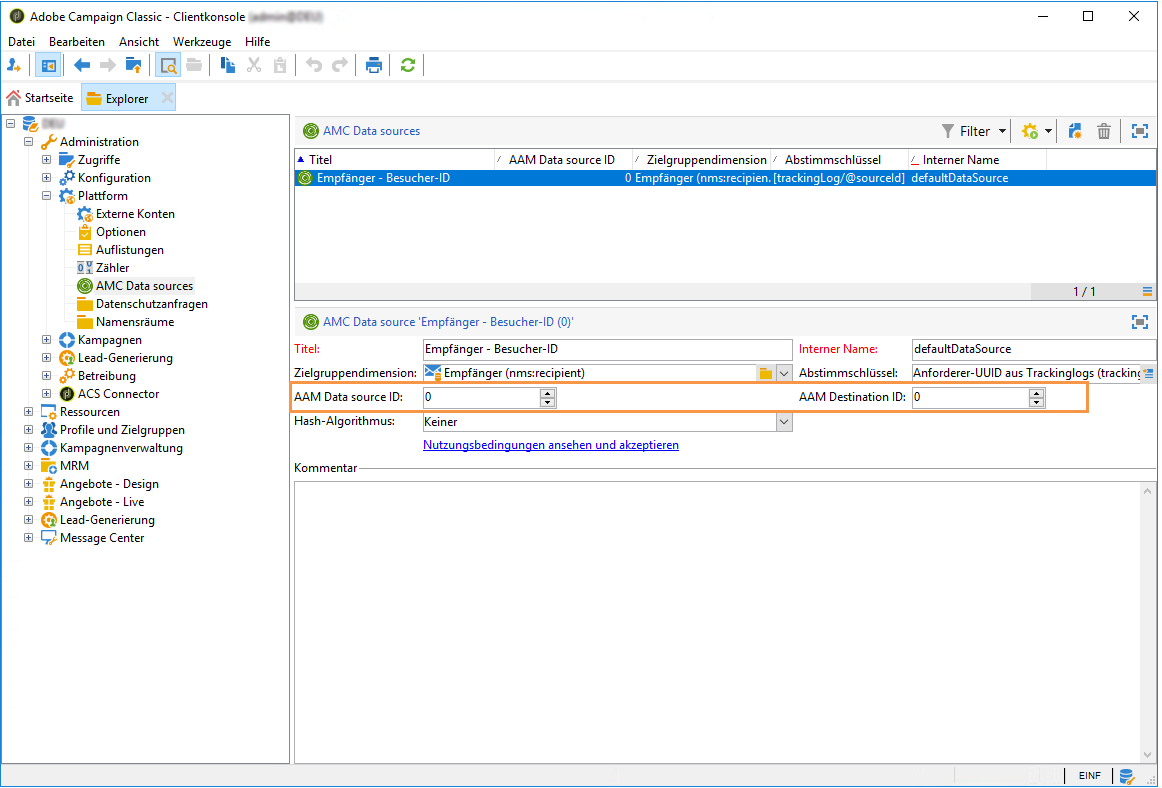 Adobe Campaign Classic - Clientkonsole
Datei Bearbeiten Ansicht Werkzeuge Hilfe
Startseite Explorer
Administration
Zugriffe
Konfiguration
Plattform
Externe Konten
Optionen
Auflistungen
Zähler
AMC Data sources
Datenschutzanfragen
Namensräume
Kampagnen
Lead-Generierung
Betreibung
ACS Connector
Ressourcen
Profile und Zielgruppen
Kampagnenverwaltung
MRM
Angebote - Design
Angebote - Live
Lead-Generierung
Message Center
AMC Data sources Filter
Titel AAM Data source ID Zielgruppendimension Abstimmschlüssel Interner Name
Empfänger - Besucher-ID 0 Empfänger (nms:recipien. [trackingLog/@sourceId] defaultDataSource
1 / 1
AMC Data source 'Empfänger - Besucher-ID (0)'
Titel: Empfänger - Besucher-ID Interner Name: defaultDataSource
Zielgruppendimension: Empfänger (nms:recipient) Abstimmschlüssel: Anforderer-UUID aus Trackinglogs (tracking
AAM Data source ID: 0 AAM Destination ID: 0
Hash-Algorithmus: Keiner
Nutzungsbedingungen ansehen und akzeptieren
Kommentar
EINF